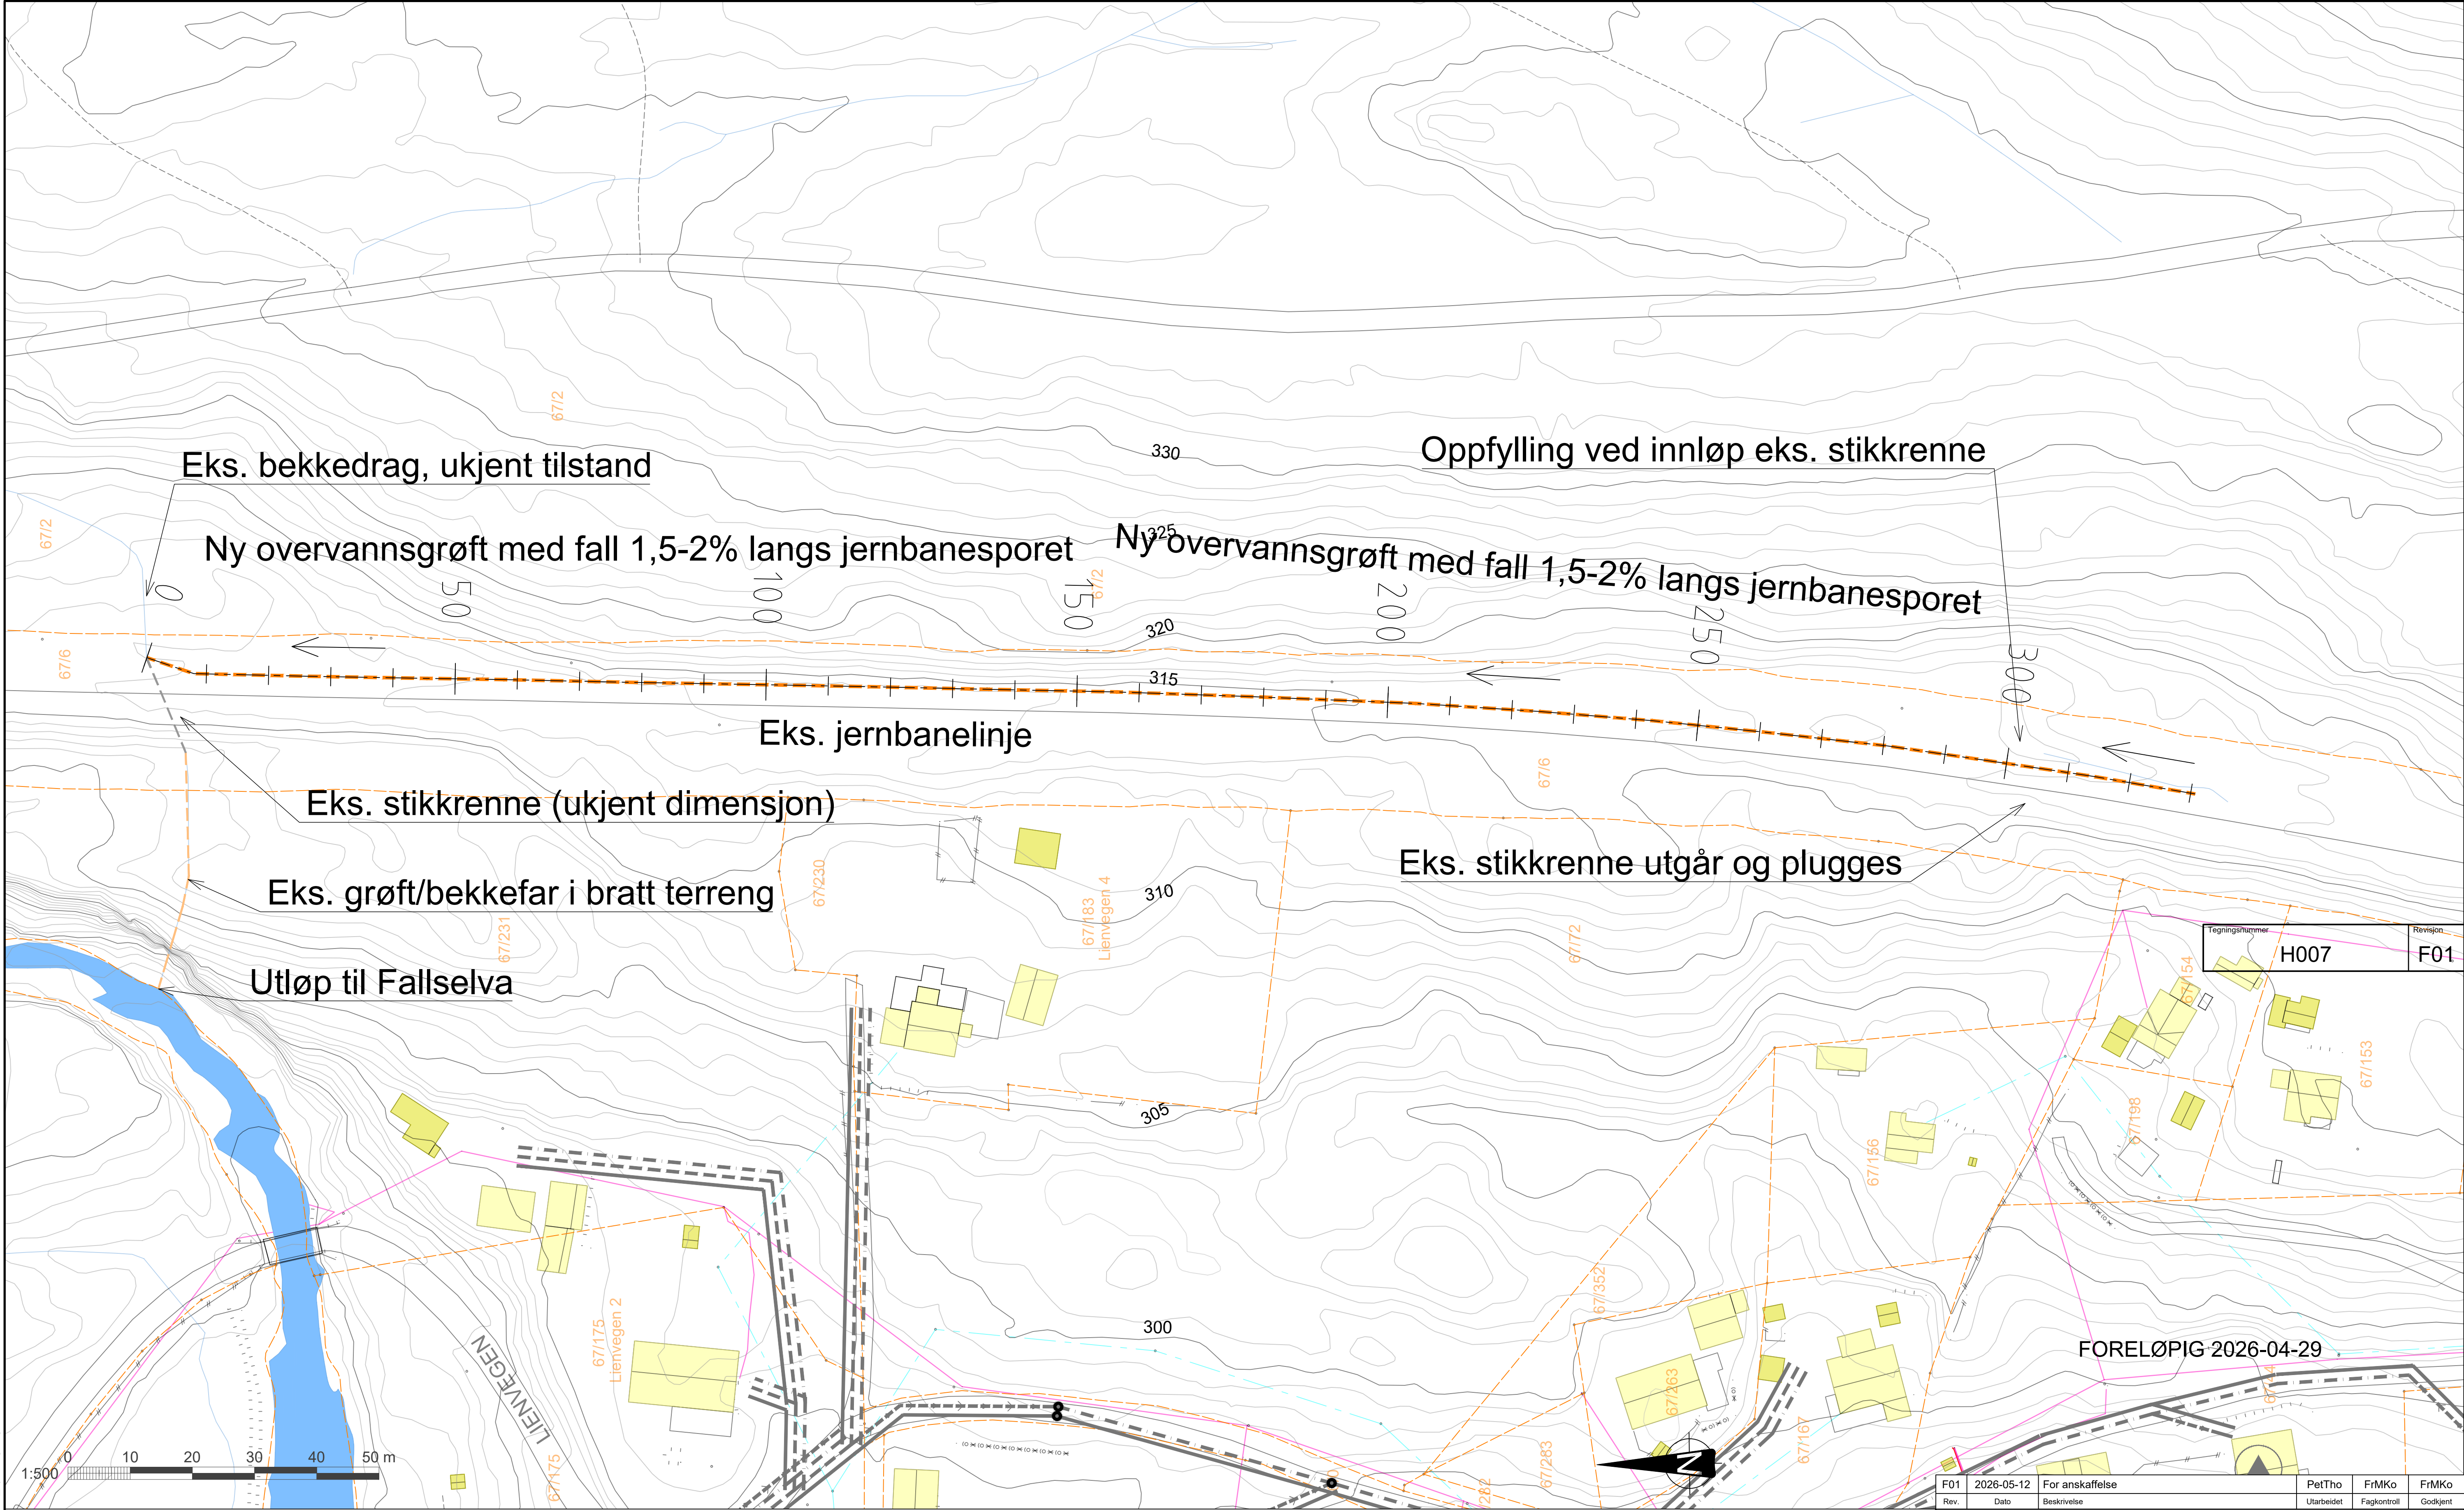 67/2
330
Oppfylling ved innløp eks. stikkrenne
Eks. bekkedrag, ukjent tilstand
67/2
325
Ny overvannsgrøft med fall 1,5-2% langs jernbanesporet
Ny overvannsgrøft med fall 1,5-2% langs jernbanesporet
67/2
0
50
100
150
200
250
300
320
67/6
315
Eks. jernbanelinje
67/6
Eks. stikkrenne (ukjent dimensjon)
Eks. stikkrenne utgår og plugges
67/230
Eks. grøft/bekkefar i bratt terreng
310
67/183
Lienvegen 4
67/231
67/72
Tegningsnummer
Revisjon
H007
F01
Utløp til Fallselva
67/154
67/153
305
67/198
67/156
67/352
300
67/175
Lienvegen 2
LIENVEGEN
FORELØPIG 2026-04-29
67/263
67/167
67/283
67/175
N
1:500
0 10 20 30 40 50 m
F01 2026-05-12 For anskaffelse PetTho FrMKo FrMKo
Rev. Dato Beskrivelse Utarbeidet Fagkontroll Godkjent